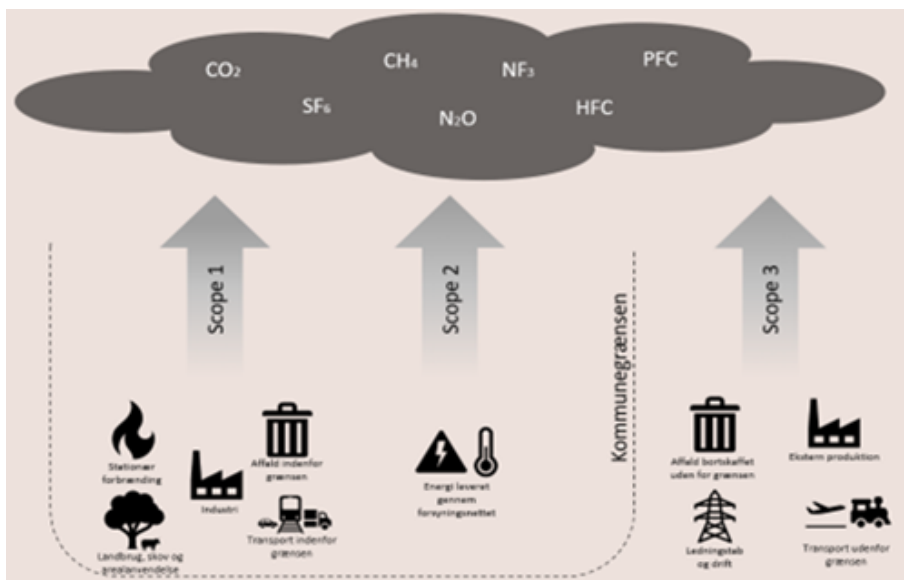 CO₂
CH₄
NF₃
PFC
SF₆
N₂O
HFC
Scope 1
Scope 2
Scope 3
Kommunegrænsen
Stationær
forbrænding
Industri
Affald indenfor
grænsen
Landbrug, skov og
arealanvendelse
Transport indenfor
grænsen
Energi leveret
gennem
forsyningsnettet
Affald bortskaffet
uden for grænsen
Ekstern produktion
Ledningstab
og drift
Transport udenfor
grænsen